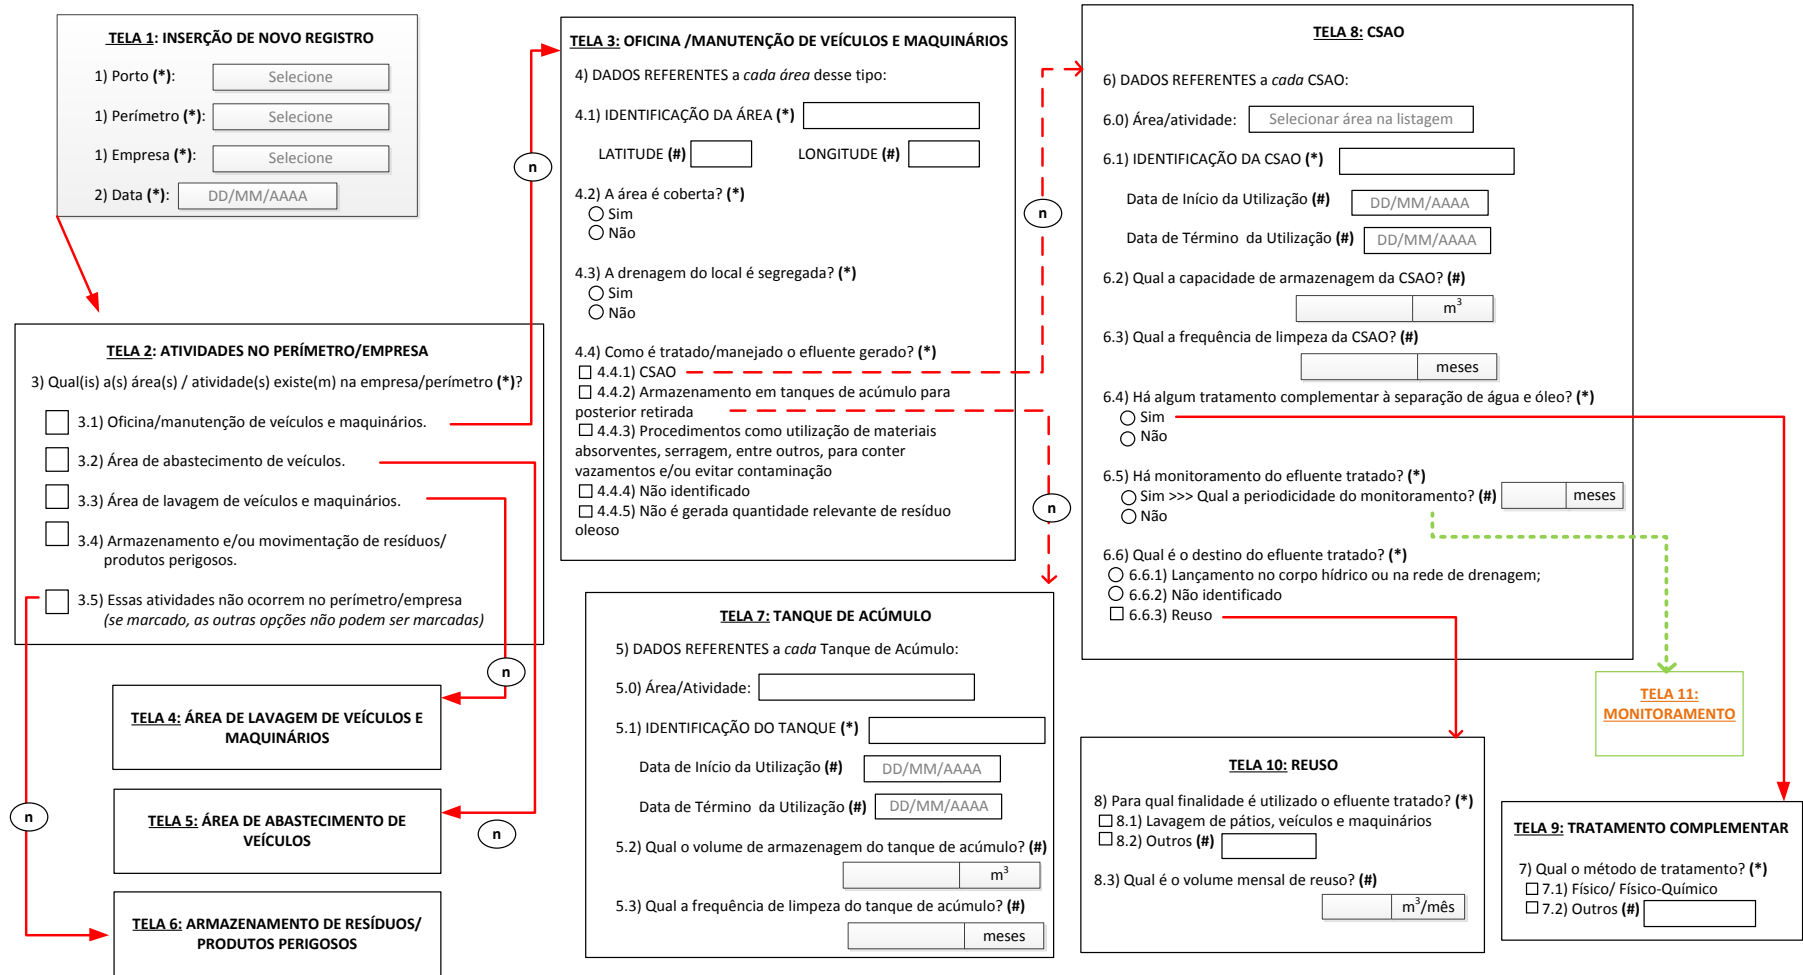 TELA 1: INSERÇÃO DE NOVO REGISTRO
1) Porto (*): Selecione
1) Perímetro (*): Selecione
1) Empresa (*): Selecione
2) Data (*): DD/MM/AAAA
TELA 2: ATIVIDADES NO PERÍMETRO/EMPRESA
3) Qual(is) a(s) área(s) / atividade(s) existe(m) na empresa/perímetro (*)?
3.1) Oficina/manutenção de veículos e maquinários.
3.2) Área de abastecimento de veículos.
3.3) Área de lavagem de veículos e maquinários.
3.4) Armazenamento e/ou movimentação de resíduos/
produtos perigosos.
3.5) Essas atividades não ocorrem no perímetro/empresa
(se marcado, as outras opções não podem ser marcadas)
n
n
n
n
TELA 4: ÁREA DE LAVAGEM DE VEÍCULOS E
MAQUINÁRIOS
TELA 5: ÁREA DE ABASTECIMENTO DE
VEÍCULOS
TELA 6: ARMAZENAMENTO DE RESÍDUOS/
PRODUTOS PERIGOSOS
TELA 3: OFICINA /MANUTENÇÃO DE VEÍCULOS E MAQUINÁRIOS
4) DADOS REFERENTES a cada área desse tipo:
4.1) IDENTIFICAÇÃO DA ÁREA (*)
LATITUDE (#) LONGITUDE (#)
4.2) A área é coberta? (*)
Sim
Não
4.3) A drenagem do local é segregada? (*)
Sim
Não
4.4) Como é tratado/manejado o efluente gerado? (*)
4.4.1) CSAO
4.4.2) Armazenamento em tanques de acúmulo para
posterior retirada
4.4.3) Procedimentos como utilização de materiais
absorventes, serragem, entre outros, para conter
vazamentos e/ou evitar contaminação
4.4.4) Não identificado
4.4.5) Não é gerada quantidade relevante de resíduo
oleoso
n
n
TELA 7: TANQUE DE ACÚMULO
5) DADOS REFERENTES a cada Tanque de Acúmulo:
5.0) Área/Atividade:
5.1) IDENTIFICAÇÃO DO TANQUE (*)
Data de Início da Utilização (#) DD/MM/AAAA
Data de Término da Utilização (#) DD/MM/AAAA
5.2) Qual o volume de armazenagem do tanque de acúmulo? (#)
m³
5.3) Qual a frequência de limpeza do tanque de acúmulo? (#)
meses
TELA 8: CSAO
6) DADOS REFERENTES a cada CSAO:
6.0) Área/atividade: Selecionar área na listagem
6.1) IDENTIFICAÇÃO DA CSAO (*)
Data de Início da Utilização (#) DD/MM/AAAA
Data de Término da Utilização (#) DD/MM/AAAA
6.2) Qual a capacidade de armazenagem da CSAO? (#)
m³
6.3) Qual a frequência de limpeza da CSAO? (#)
meses
6.4) Há algum tratamento complementar à separação de água e óleo? (*)
Sim
Não
6.5) Há monitoramento do efluente tratado? (*)
Sim >>> Qual a periodicidade do monitoramento? (#) meses
Não
6.6) Qual é o destino do efluente tratado? (*)
6.6.1) Lançamento no corpo hídrico ou na rede de drenagem;
6.6.2) Não identificado
6.6.3) Reuso
TELA 11:
MONITORAMENTO
TELA 10: REUSO
8) Para qual finalidade é utilizado o efluente tratado? (*)
8.1) Lavagem de pátios, veículos e maquinários
8.2) Outros (#)
8.3) Qual é o volume mensal de reuso? (#)
m³/mês
TELA 9: TRATAMENTO COMPLEMENTAR
7) Qual o método de tratamento? (*)
7.1) Físico/ Físico-Químico
7.2) Outros (#)